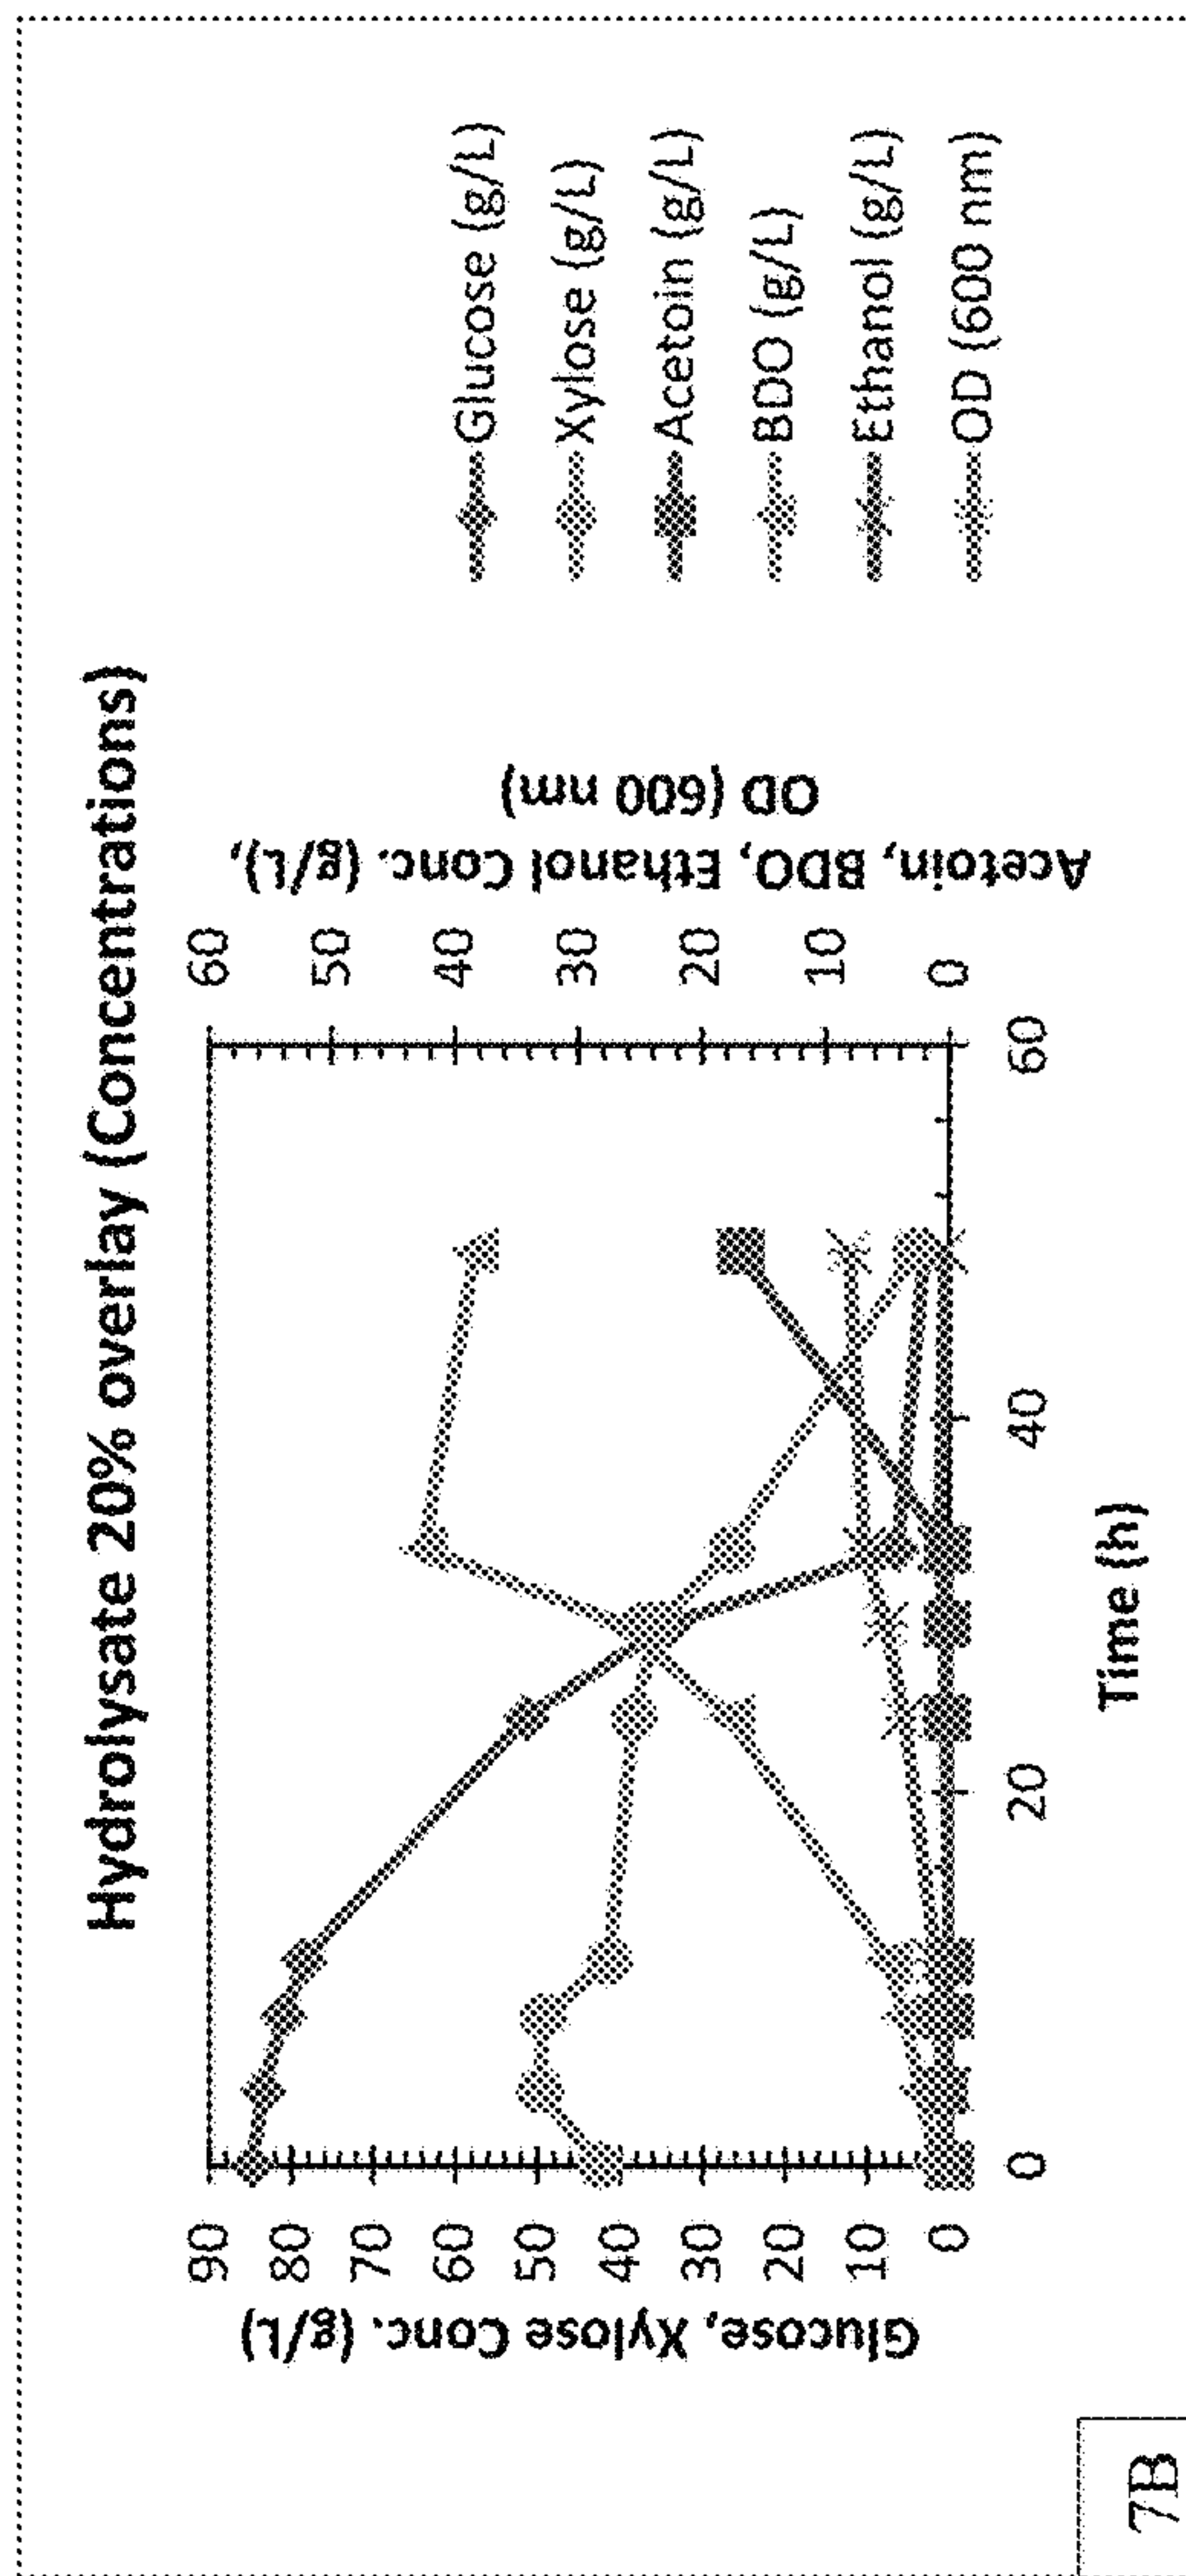 Hydrolysate 20% overlay (Concentrations)
Glucose, Xylose Conc. (g/L)
90
80
70
60
50
40
30
20
10
0
0
20
40
60
Time (h)
60
50
40
30
20
10
0
Acetoin, BDO, Ethanol Conc. (g/L),
OD (600 nm)
Glucose (g/L)
Xylose (g/L)
Acetoin (g/L)
BDO (g/L)
Ethanol (g/L)
OD (600 nm)
7B